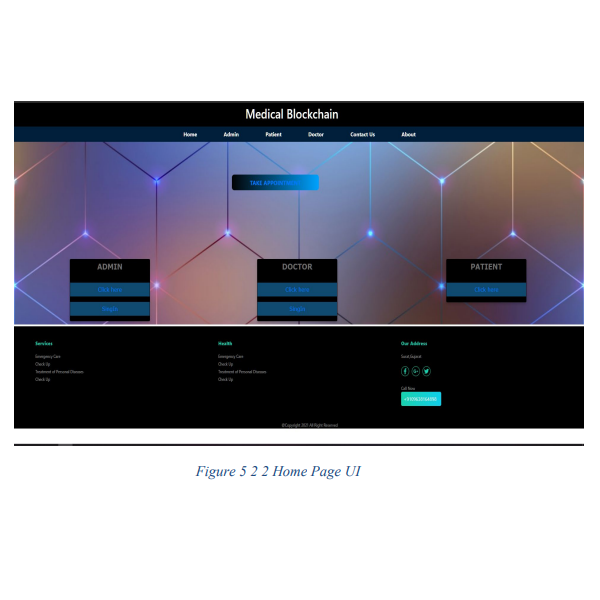 Medical Blockchain
Home Admin Patient Doctor Contact Us About
TAKE APPOINTMENT
ADMIN DOCTOR PATIENT
Click here Click here Click here
SingIn SingIn
Services Health Our Address
Emergency Care Emergency Care Surat,Gujarat
Check Up Check Up
Treatment of Personal Diseases Treatment of Personal Diseases
Check Up Check Up
Call Now
©Copyright 2021 All Right Reserved
Figure 5 2 2 Home Page UI